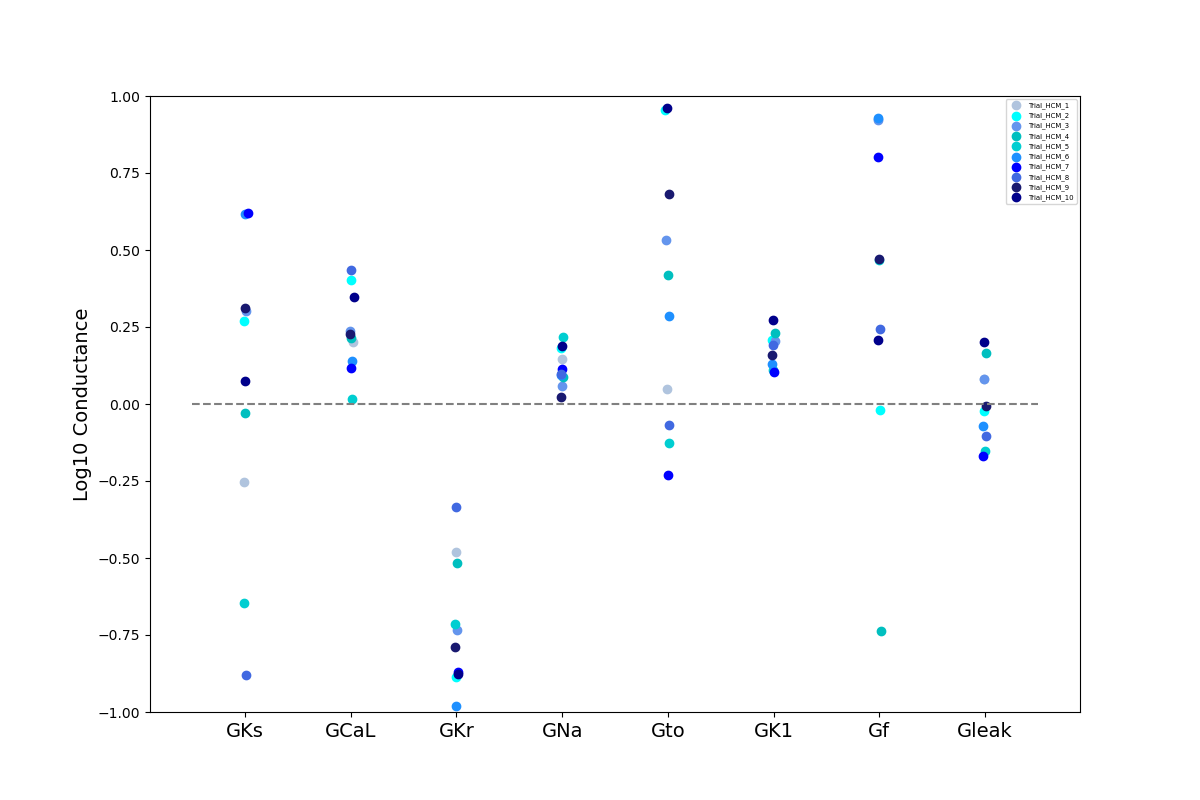 1.00
0.75
0.50
0.25
0.00
−0.25
−0.50
−0.75
−1.00
Log10 Conductance
GKs GCaL GKr GNa Gto GK1 Gf Gleak
Trial_HCM_1
Trial_HCM_2
Trial_HCM_3
Trial_HCM_4
Trial_HCM_5
Trial_HCM_6
Trial_HCM_7
Trial_HCM_8
Trial_HCM_9
Trial_HCM_10